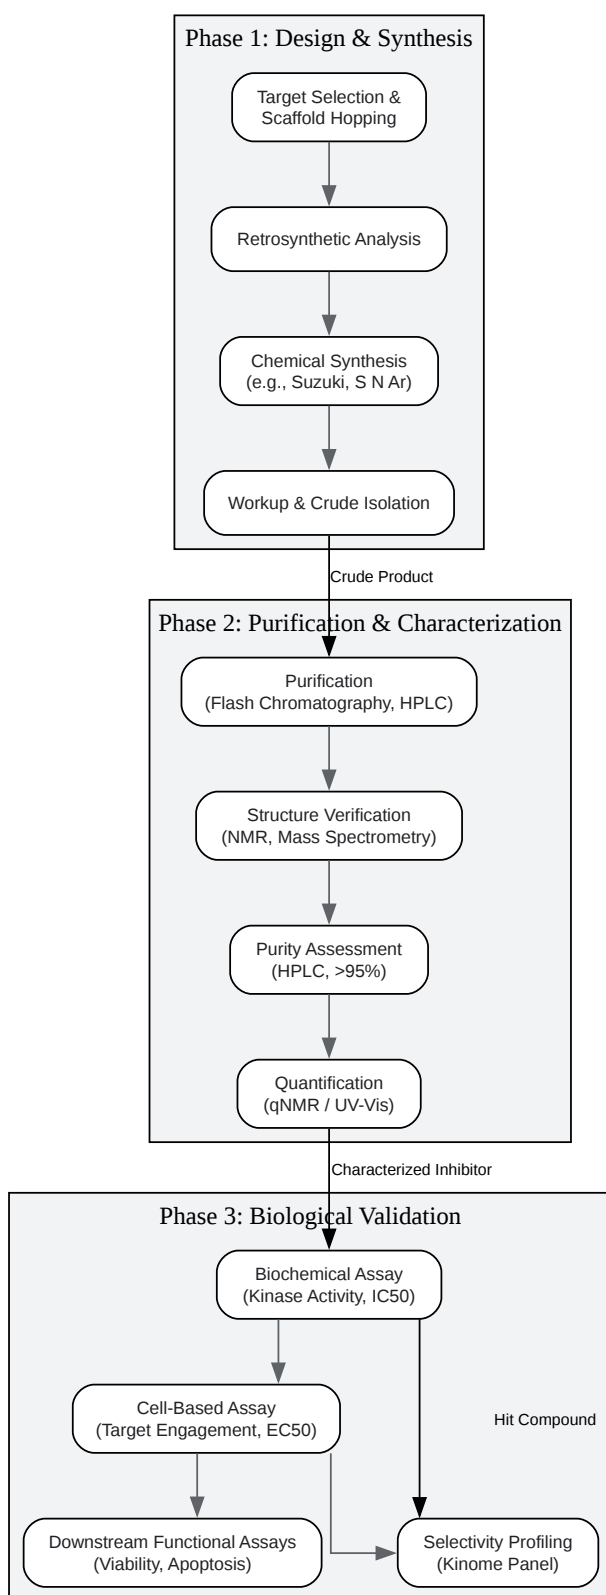 Phase 1: Design & Synthesis
Target Selection &
Scaffold Hopping
Retrosynthetic Analysis
Chemical Synthesis
(e.g., Suzuki, S N Ar)
Workup & Crude Isolation
Crude Product
Phase 2: Purification & Characterization
Purification
(Flash Chromatography, HPLC)
Structure Verification
(NMR, Mass Spectrometry)
Purity Assessment
(HPLC, >95%)
Quantification
(qNMR / UV-Vis)
Characterized Inhibitor
Phase 3: Biological Validation
Biochemical Assay
(Kinase Activity, IC50)
Cell-Based Assay
(Target Engagement, EC50)
Hit Compound
Downstream Functional Assays
(Viability, Apoptosis)
Selectivity Profiling
(Kinome Panel)